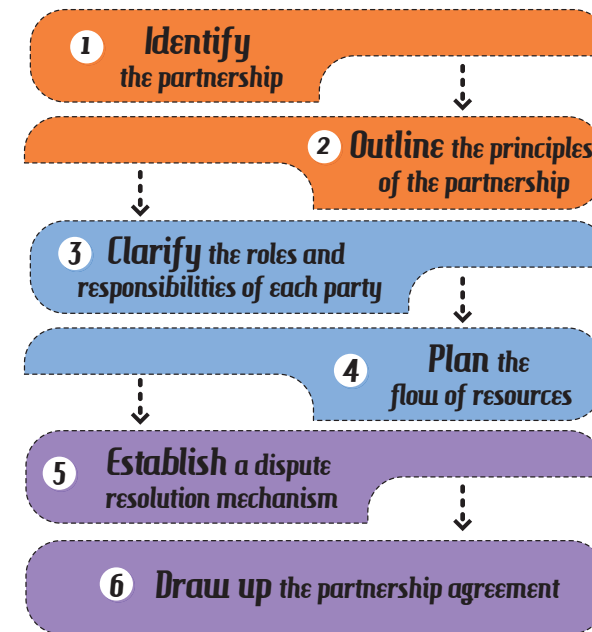 1 Identify
the partnership
2 Outline the principles
of the partnership
3 Clarify the roles and
responsibilities of each party
4 Plan the
flow of resources
5 Establish a dispute
resolution mechanism
6 Draw up the partnership agreement